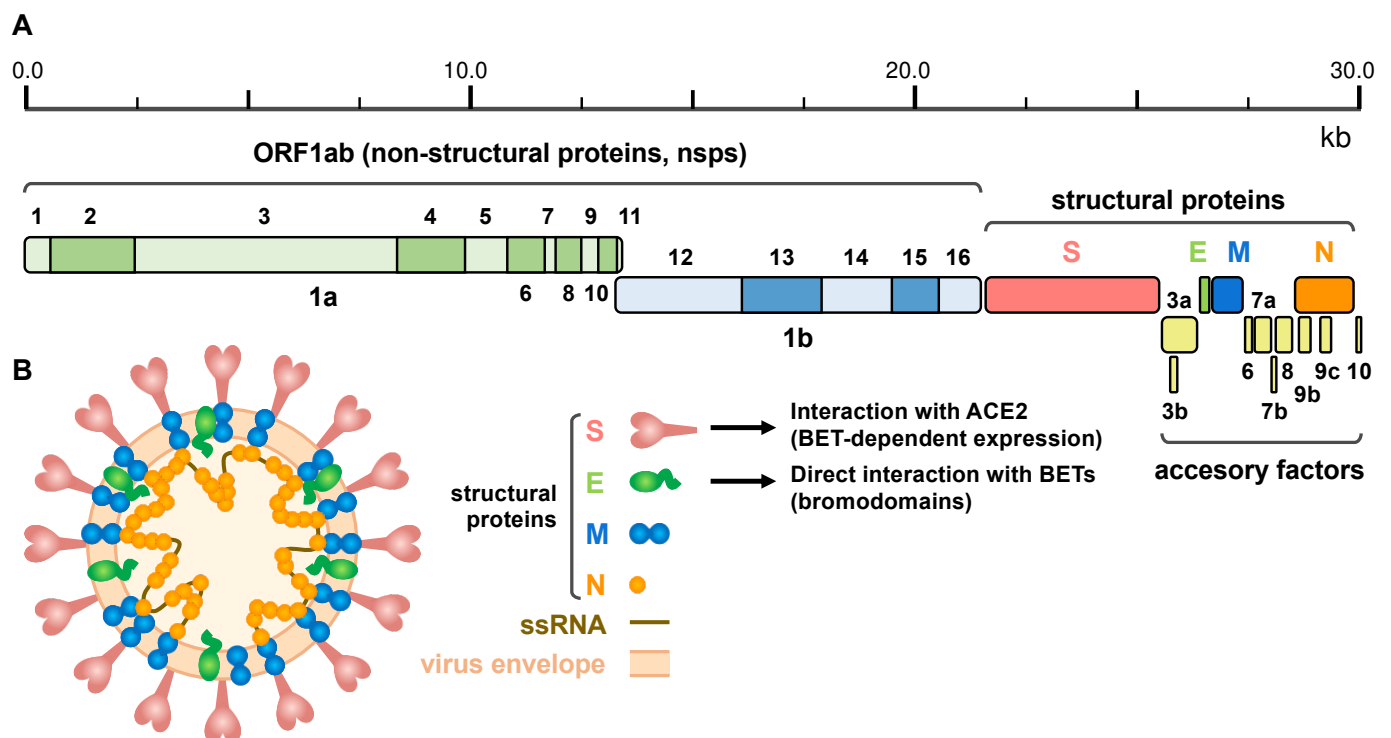 A
0.0 10.0 20.0 30.0
kb
ORF1ab (non-structural proteins, nsps)
structural proteins
1 2 3 4 5 7 9 11
S E M N
12 13 14 15 16
3a 7a
1a 6 8 10
1b
6 8 9c 10
9b
3b 7b
accesory factors
B
structural
proteins
S
Interaction with ACE2
(BET-dependent expression)
E
Direct interaction with BETs
(bromodomains)
M
N
ssRNA
virus envelope